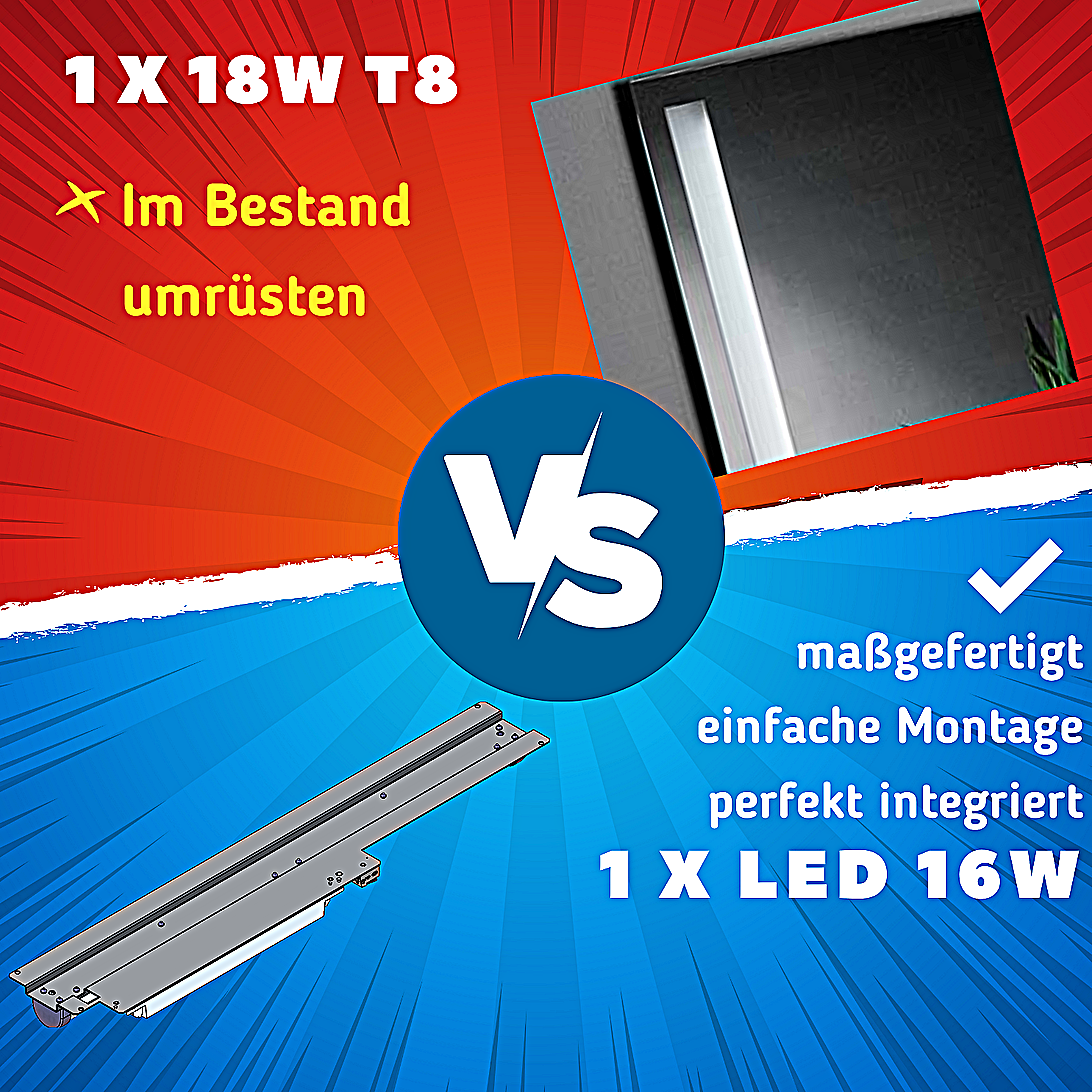 1 X 18W T8
Im Bestand
umrüsten
VS
maßgefertigt
einfache Montage
perfekt integriert
1 X LED 16W